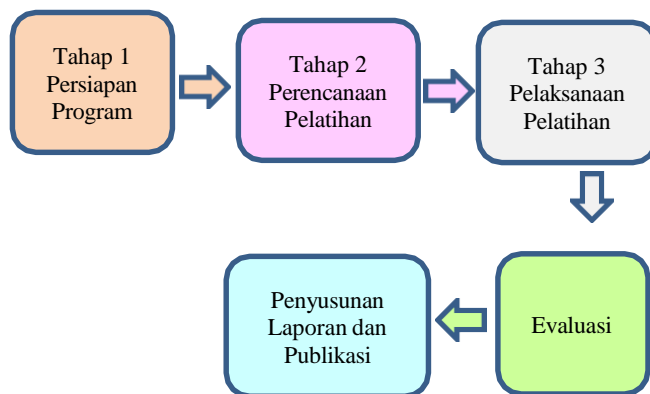 Tahap 1
Persiapan
Program
Tahap 2
Perencanaan
Pelatihan
Tahap 3
Pelaksanaan
Pelatihan
Evaluasi
Penyusunan
Laporan dan
Publikasi